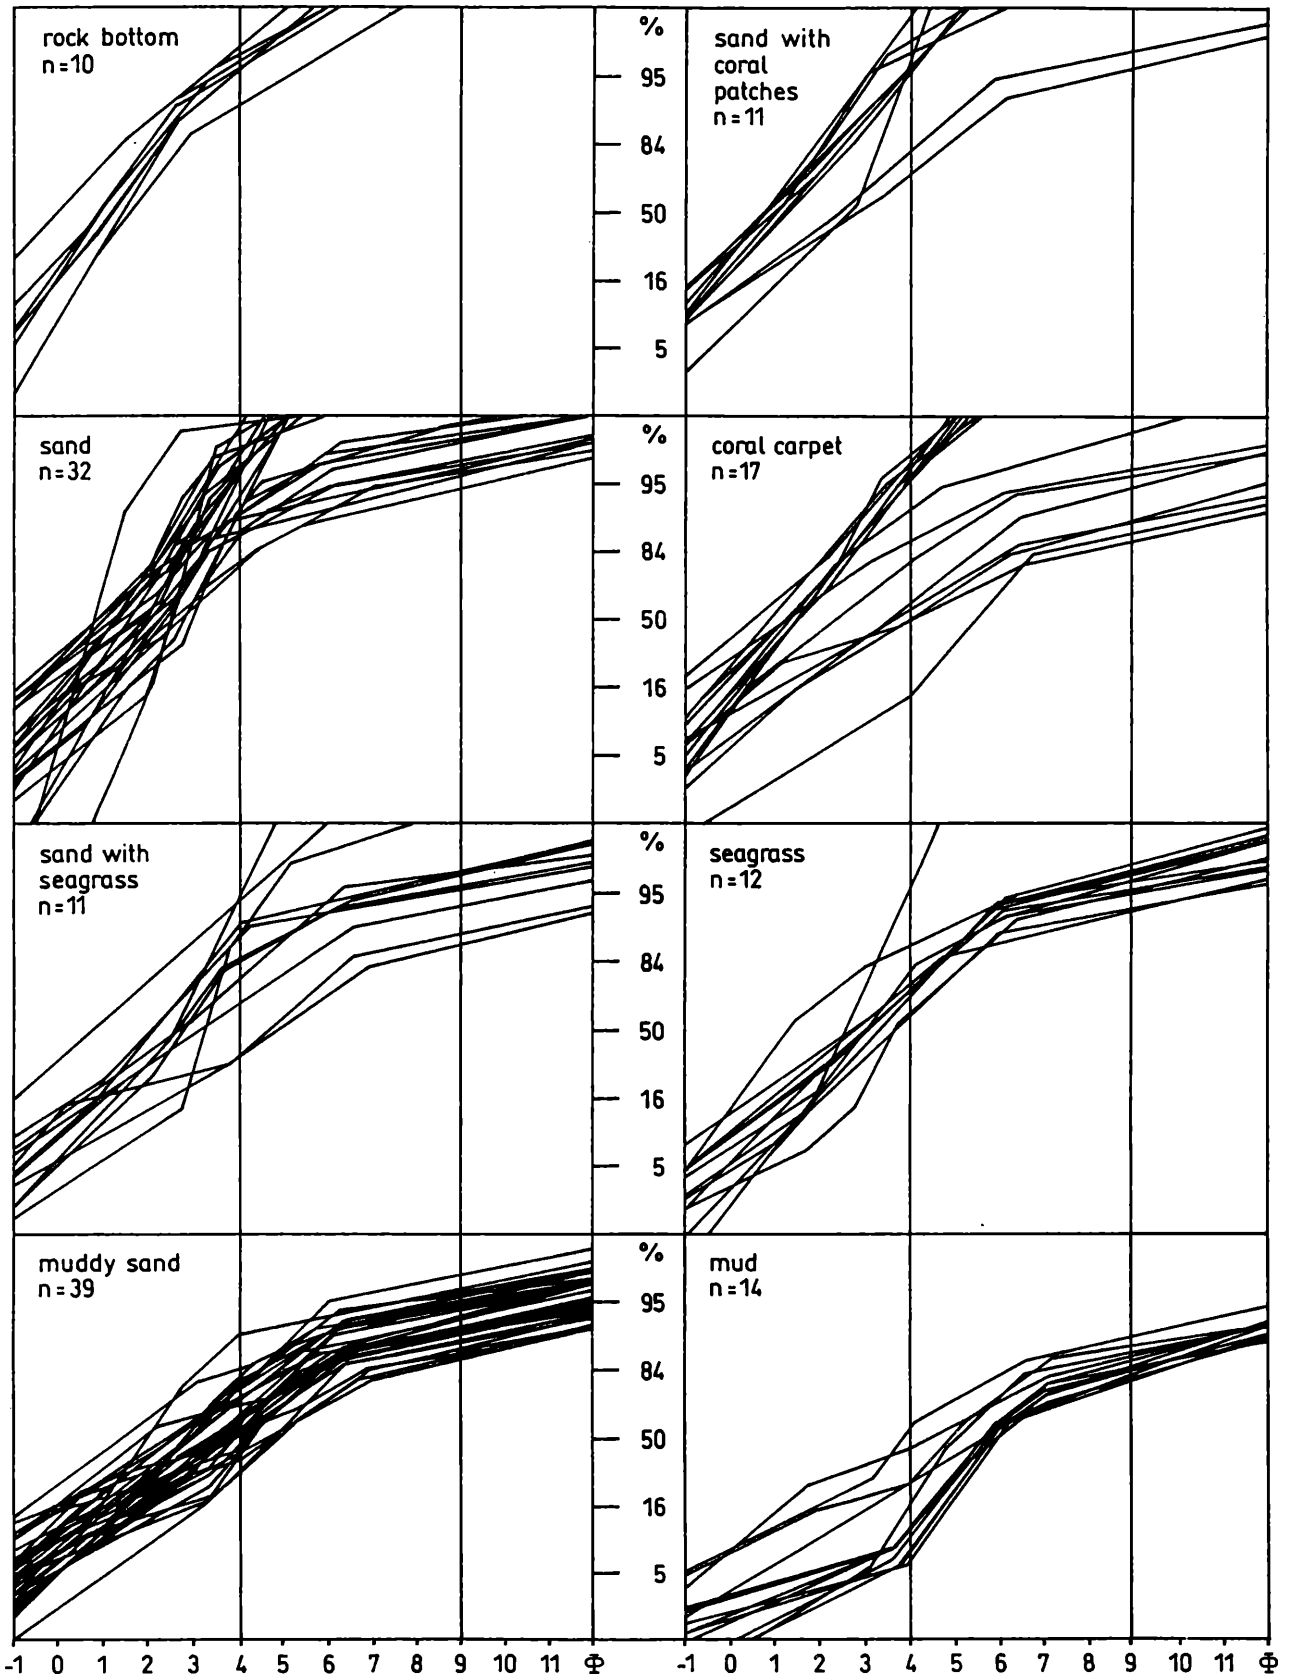 rock bottom
n=10
%
95
84
50
16
5
sand with
coral
patches
n=11
sand
n=32
%
95
84
50
16
5
coral carpet
n=17
sand with
seagrass
n=11
%
95
84
50
16
5
seagrass
n=12
muddy sand
n=39
%
95
84
50
16
5
mud
n=14
-1 0 1 2 3 4 5 6 7 8 9 10 11 Φ
-1 0 1 2 3 4 5 6 7 8 9 10 11 Φ